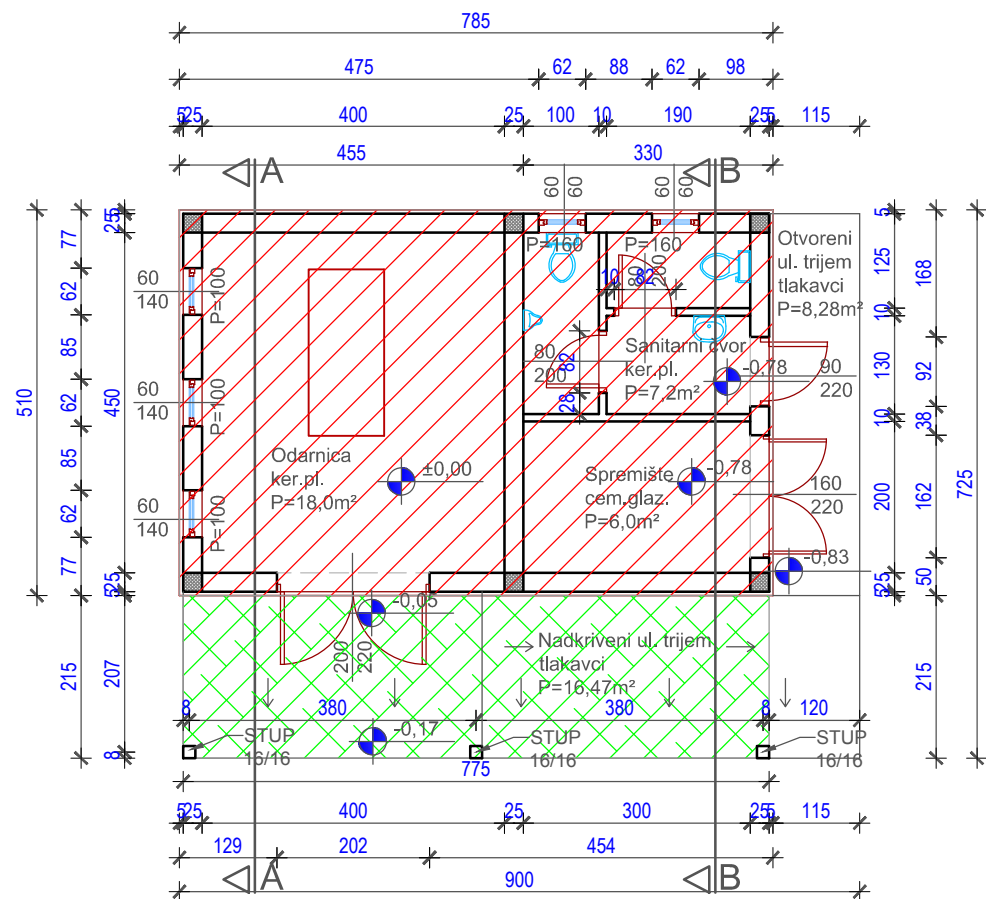 785
475 62 88 62 98
5 25 400 25 100 10 190 25 5 115
455 330
A B
60 60 60 60
P=160 P=160
Otvoreni
ul. trijem
tlakavci
P=8,28m²
510
77 62 85 62 85 62 77
215
25 5
450
5 25
207
8
60
140
P=100
60
140
P=100
60
140
P=100
10 82
80
200
80
200
82
28
Sanitarni čvor
ker.pl.
P=7,2m²
-0,78
90
220
Odarnica
ker.pl.
P=18,0m²
±0,00
Spremište
cem.glaz.
P=6,0m²
-0,78
160
220
-0,83
5
125
10
130
10
200
5 25
168
92
38
162
50
215
725
-0,05
200
220
Nadkriveni ul. trijem
tlakavci
P=16,47m²
8 380 380 8 120
-0,17
STUP
16/16
STUP
16/16
STUP
16/16
775
5 25 400 25 300 25 5 115
129 202 454
A B
900